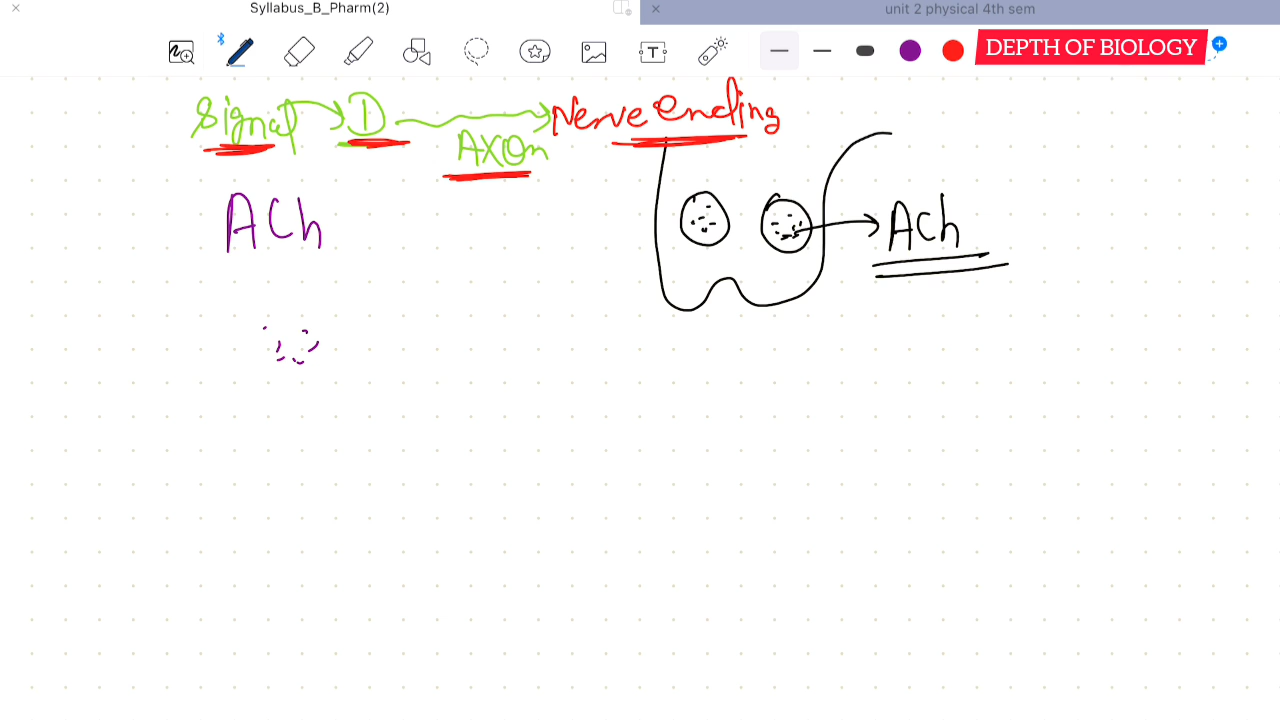 Syllabus_B_Pharm(2)
unit 2 physical 4th sem
DEPTH OF BIOLOGY
T
Signal D Nerve ending
AXon
ACh
ACh